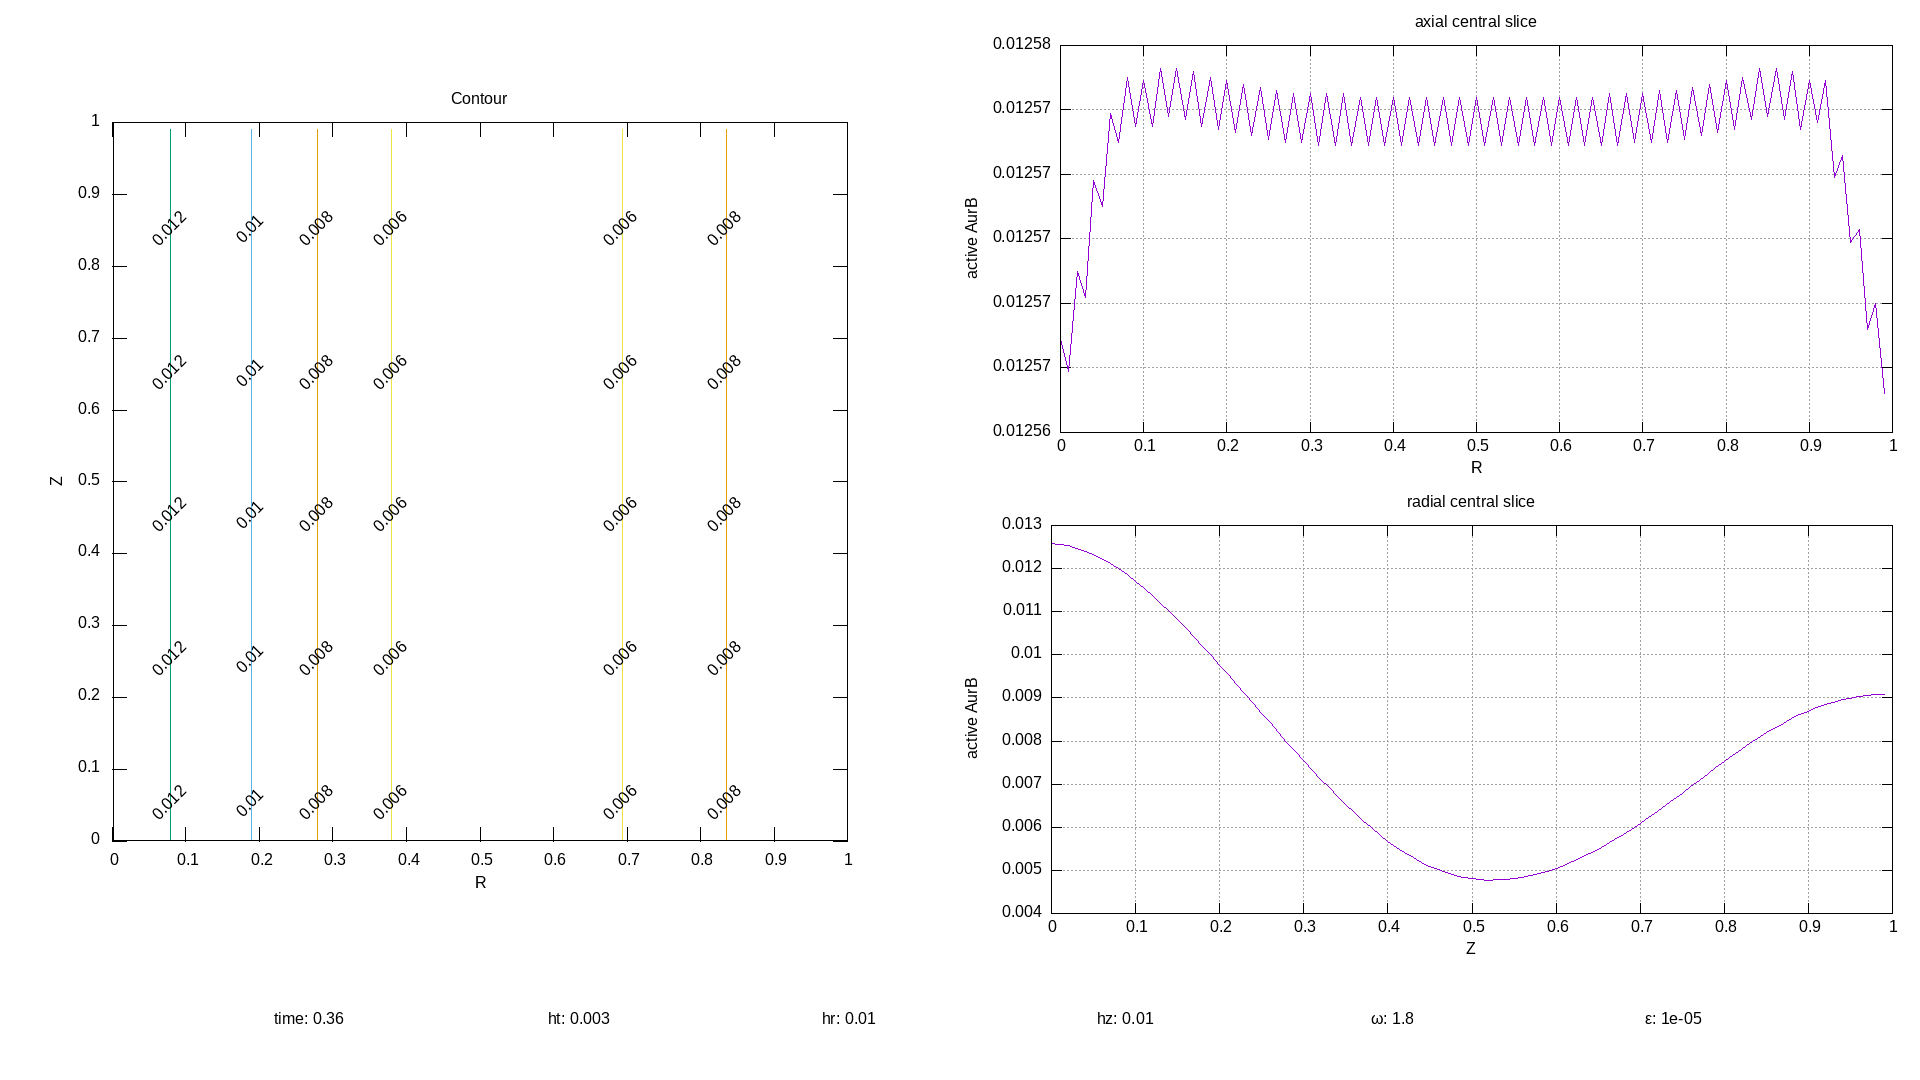 Contour
1
0.9
0.8
0.7
0.6
0.5
0.4
0.3
0.2
0.1
0
Z
0.012 0.01 0.008 0.006 0.006 0.008
0.012 0.01 0.008 0.006 0.006 0.008
0.012 0.01 0.008 0.006 0.006 0.008
0.012 0.01 0.008 0.006 0.006 0.008
0.012 0.01 0.008 0.006 0.006 0.008
0 0.1 0.2 0.3 0.4 0.5 0.6 0.7 0.8 0.9 1
R
axial central slice
0.01258
0.01257
0.01257
0.01257
0.01257
0.01257
0.01256
active AurB
0 0.1 0.2 0.3 0.4 0.5 0.6 0.7 0.8 0.9 1
R
radial central slice
0.013
0.012
0.011
0.01
0.009
0.008
0.007
0.006
0.005
0.004
active AurB
0 0.1 0.2 0.3 0.4 0.5 0.6 0.7 0.8 0.9 1
Z
time: 0.36 ht: 0.003 hr: 0.01 hz: 0.01 ω: 1.8 ε: 1e-05